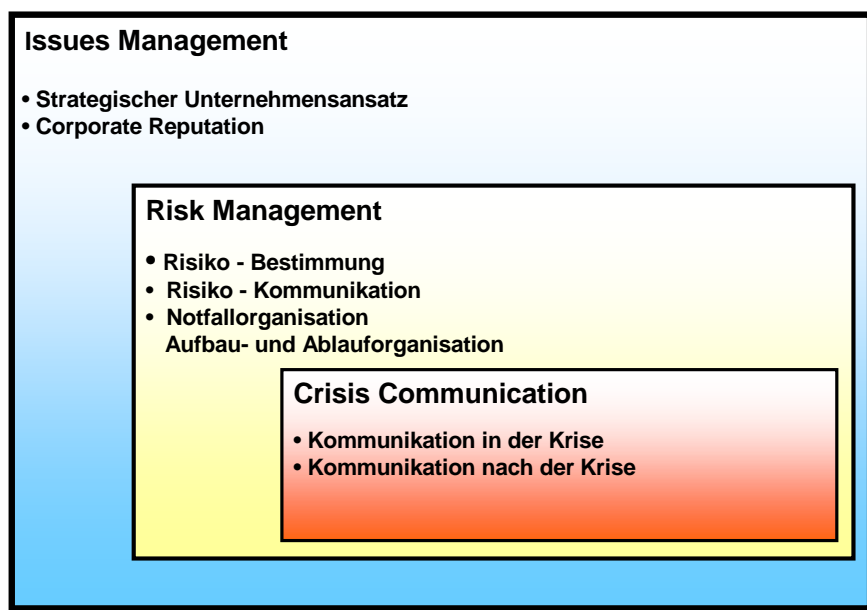 Issues Management
• Strategischer Unternehmensansatz
• Corporate Reputation
Risk Management
• Risiko - Bestimmung
• Risiko - Kommunikation
• Notfallorganisation
Aufbau- und Ablauforganisation
Crisis Communication
• Kommunikation in der Krise
• Kommunikation nach der Krise